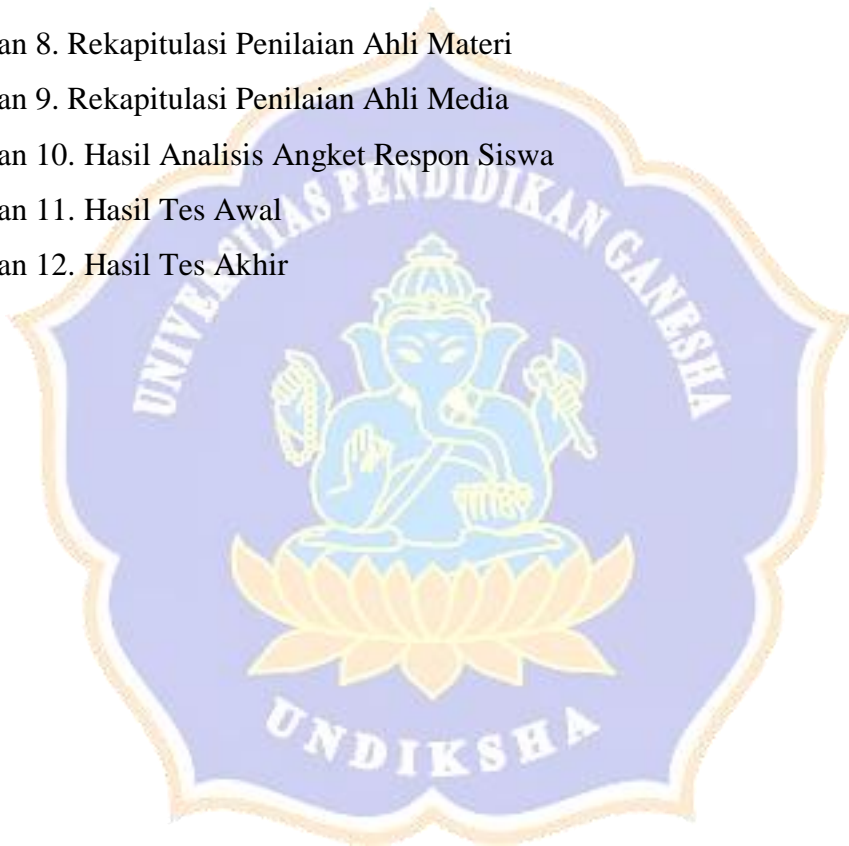 an 8. Rekapitulasi Penilaian Ahli Materi
an 9. Rekapitulasi Penilaian Ahli Media
an 10. Hasil Analisis Angket Respon Siswa
an 11. Hasil Tes Awal
an 12. Hasil Tes Akhir
UNIVERSITAS PENDIDIKAN GANESHA
UNDIKSHA